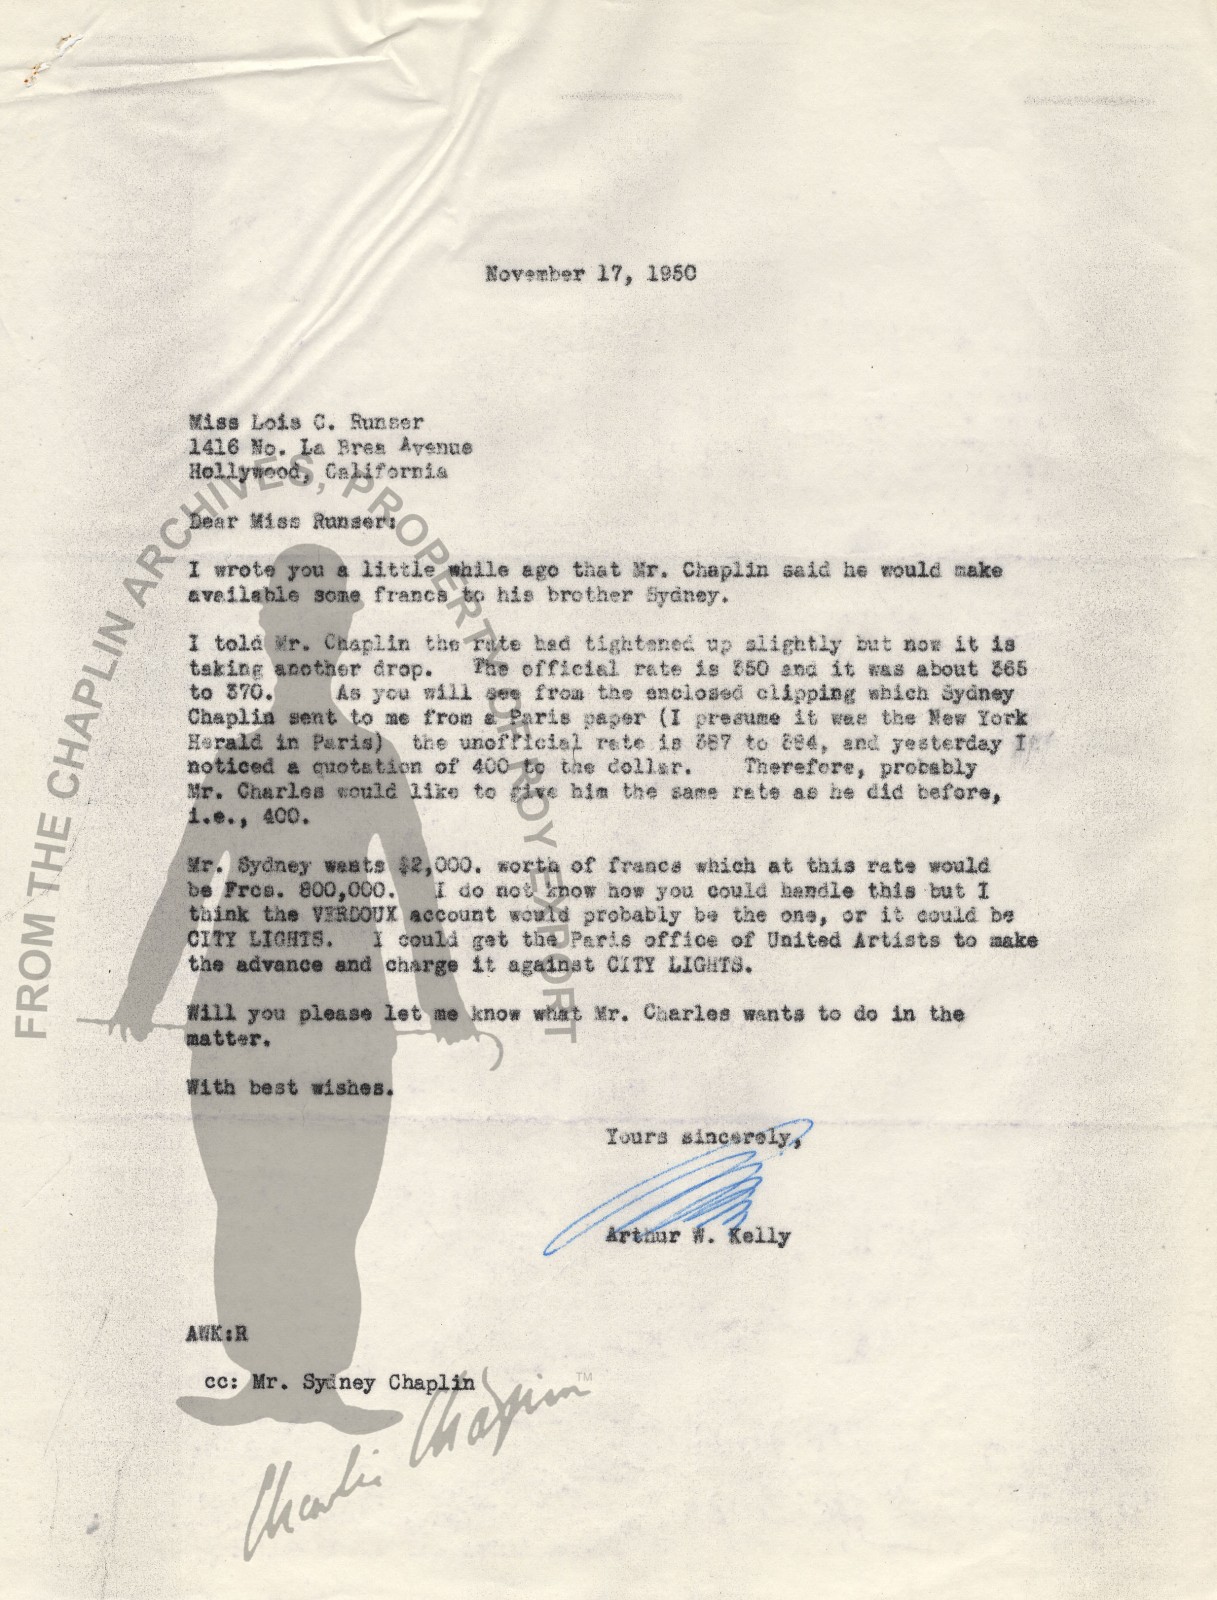 November 17, 1950
Miss Lois C. Runser
1416 No. La Brea Avenue
Hollywood, California
Dear Miss Runser:
I wrote you a little while ago that Mr. Chaplin said he would make
available some francs to his brother Sydney.
I told Mr. Chaplin the rate had tightened up slightly but now it is
taking another drop. The official rate is 350 and it was about 365
to 370. As you will see from the enclosed clipping which Sydney
Chaplin sent to me from a Paris paper (I presume it was the New York
Herald in Paris) the unofficial rate is 387 to 394, and yesterday I
noticed a quotation of 400 to the dollar. Therefore, probably
Mr. Charles would like to give him the same rate as he did before,
i.e., 400.
Mr. Sydney wants $2,000. worth of francs which at this rate would
be Frcs. 800,000. I do not know how you could handle this but I
think the VERDOUX account would probably be the one, or it could be
CITY LIGHTS. I could get the Paris office of United Artists to make
the advance and charge it against CITY LIGHTS.
Will you please let me know what Mr. Charles wants to do in the
matter.
With best wishes.
Yours sincerely,
Arthur W. Kelly
AWK:R
cc: Mr. Sydney Chaplin
FROM THE CHAPLIN ARCHIVES, PROPERTY OF ROY EXPORT
Charlie Chaplin ™